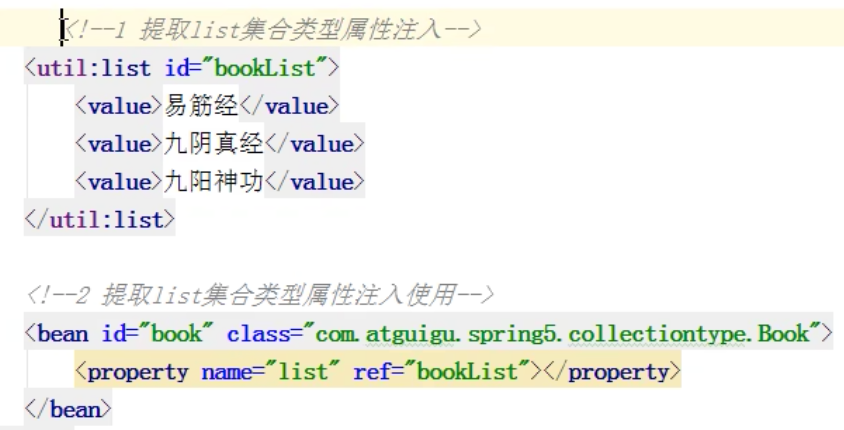 <!--1 提取list集合类型属性注入-->
<util:list id="bookList">
<value>易筋经</value>
<value>九阴真经</value>
<value>九阳神功</value>
</util:list>
<!--2 提取list集合类型属性注入使用-->
<bean id="book" class="com.atguigu.spring5.collectiontype.Book">
<property name="list" ref="bookList"></property>
</bean>